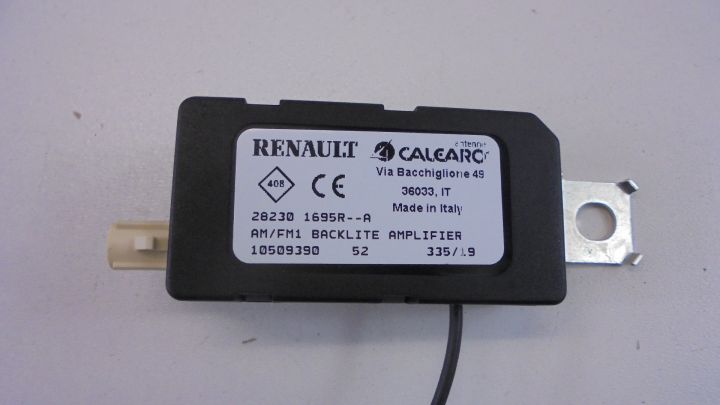 RENAULT antenne CALEARO
Via Bacchiglione 49
408 CE 36033, IT
Made in Italy
28230 1695R--A
AM/FM1 BACKLITE AMPLIFIER
10509390 52 335/19